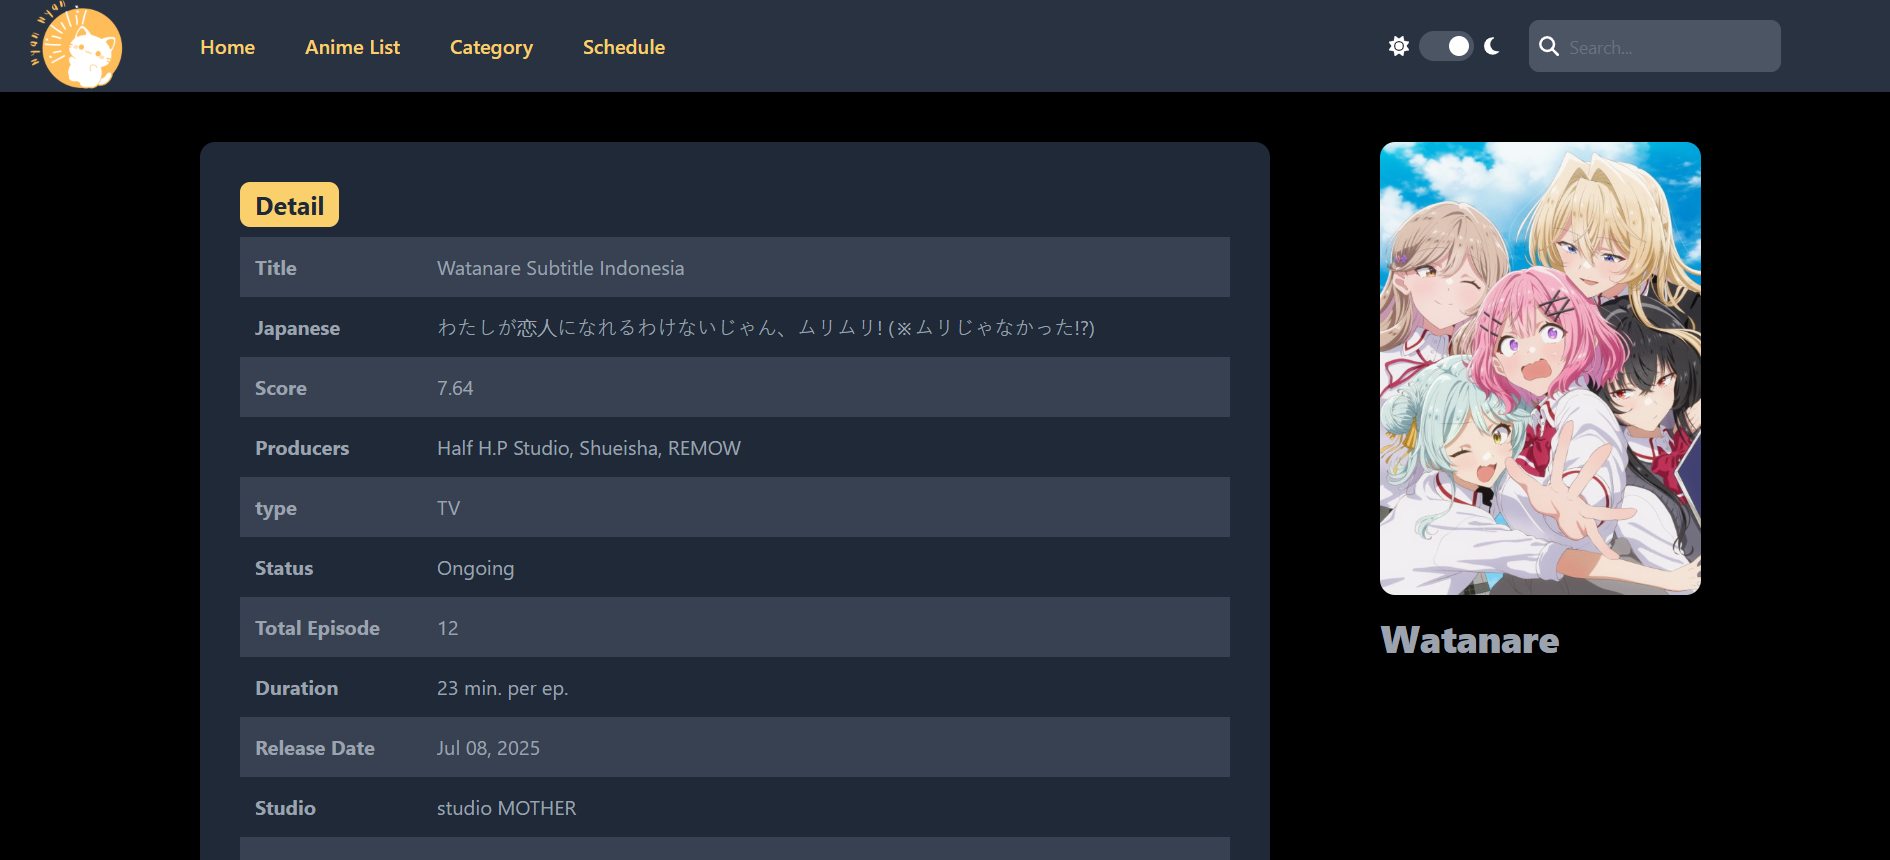 Nyan Nyan
Home Anime List Category Schedule Search...
Detail
Title Watanare Subtitle Indonesia
Japanese わたしが恋人になれるわけないじゃん、ムリムリ! (※ムリじゃなかった!?)
Score 7.64
Producers Half H.P Studio, Shueisha, REMOW
type TV
Status Ongoing
Total Episode 12
Duration 23 min. per ep.
Release Date Jul 08, 2025
Studio studio MOTHER
Watanare